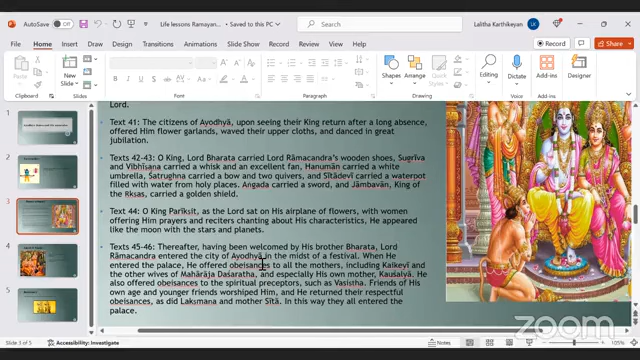 AutoSave Off
Life lessons Ramayan... • Saved to this PC
Lalitha Karthikeyan LK
File Home Insert Draw Design Transitions Animations Slide Show Record Review View Help
Record Share
Paste
New Slide
Shapes Arrange
Editing
Dictate
Add-ins
Designer
Clipboard Slides Font Paragraph Drawing Voice Add-ins
1
2
3
4
5
Lord.
Text 41: The citizens of Ayodhyā, upon seeing their King return after a long absence, offered Him flower garlands, waved their upper cloths, and danced in great jubilation.
Texts 42-43: O King, Lord Bharata carried Lord Rāmacandra's wooden shoes, Sugrīva and Vibhīṣaṇa carried a whisk and an excellent fan, Hanumān carried a white umbrella, Śatrughna carried a bow and two quivers, and Sītādevī carried a waterpot filled with water from holy places. Aṅgada carried a sword, and Jāmbavān, King of the Ṛkṣas, carried a golden shield.
Text 44: O King Parīkṣit, as the Lord sat on His airplane of flowers, with women offering Him prayers and reciters chanting about His characteristics, He appeared like the moon with the stars and planets.
Texts 45-46: Thereafter, having been welcomed by His brother Bharata, Lord Rāmacandra entered the city of Ayodhyā in the midst of a festival. When He entered the palace, He offered obeisances to all the mothers, including Kaikeyī and the other wives of Mahārāja Daśaratha, and especially His own mother, Kauśalyā. He also offered obeisances to the spiritual preceptors, such as Vasiṣṭha. Friends of His own age and younger friends worshiped Him, and He returned their respectful obeisances, as did Lakṣmaṇa and mother Sītā. In this way they all entered the palace.
Slide 3 of 5
Accessibility: Investigate
Notes
105%
zoom